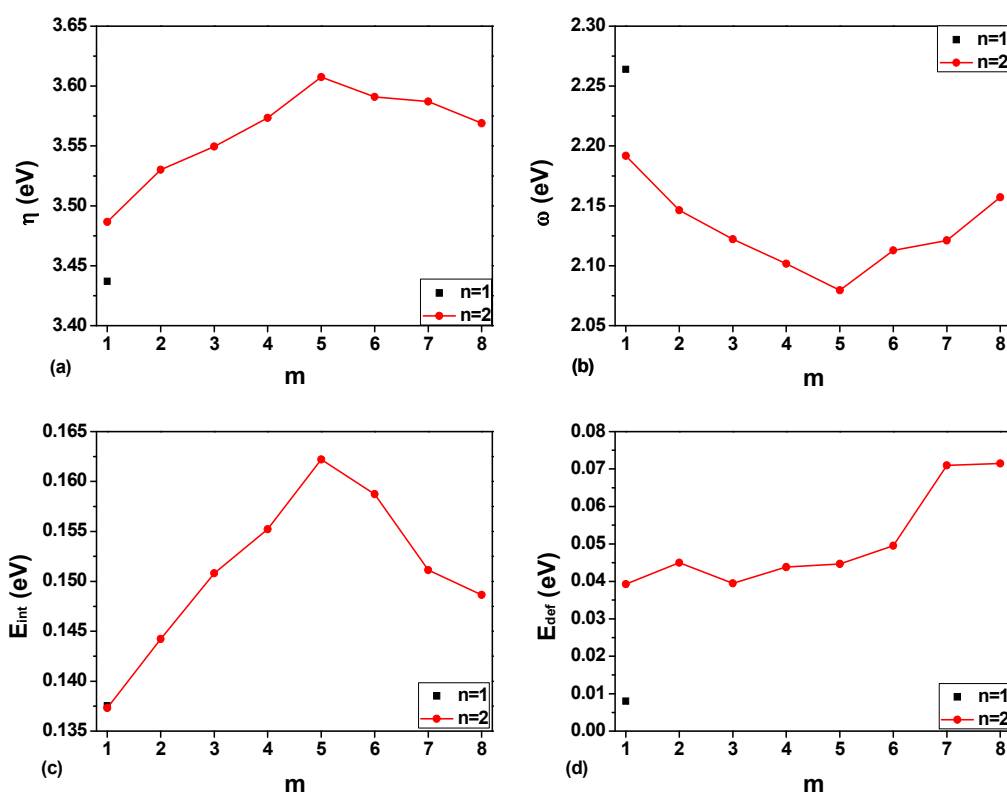 3.65
3.60
3.55
3.50
3.45
3.40
η (eV)
n=1
n=2
1 2 3 4 5 6 7 8
(a)
m
2.30
2.25
2.20
2.15
2.10
2.05
ω (eV)
n=1
n=2
1 2 3 4 5 6 7 8
(b)
m
0.165
0.160
0.155
0.150
0.145
0.140
0.135
Eint (eV)
n=1
n=2
1 2 3 4 5 6 7 8
(c)
m
0.08
0.07
0.06
0.05
0.04
0.03
0.02
0.01
0.00
Edef (eV)
n=1
n=2
1 2 3 4 5 6 7 8
(d)
m